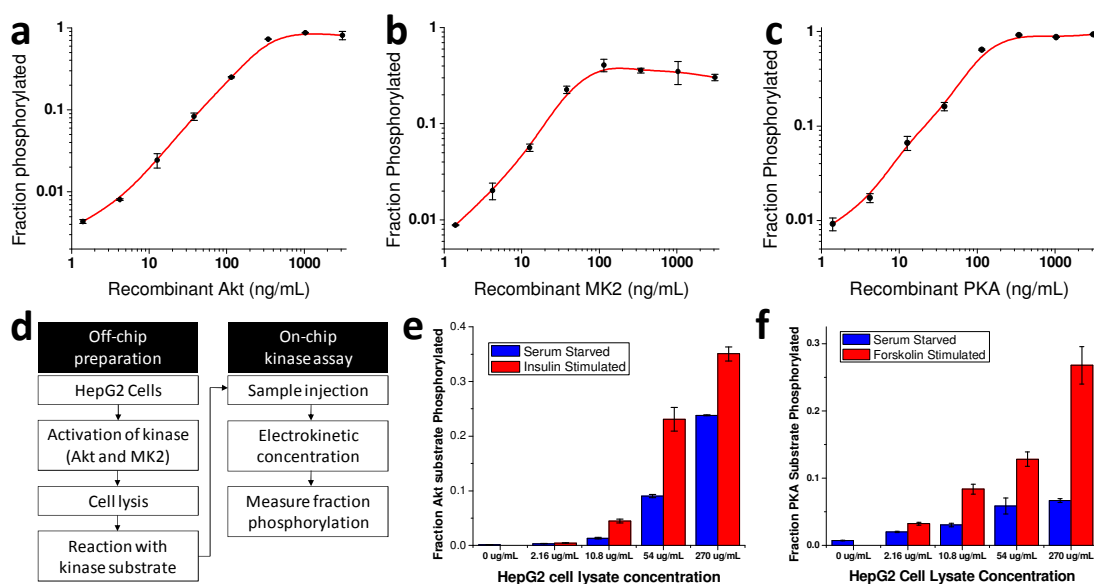 a
Fraction phosphorylated
1
0.1
0.01
1 10 100 1000
Recombinant Akt (ng/mL)
b
Fraction Phosphorylated
1
0.1
0.01
1 10 100 1000
Recombinant MK2 (ng/mL)
c
Fraction Phosphorylated
1
0.1
0.01
1 10 100 1000
Recombinant PKA (ng/mL)
d
Off-chip
preparation
HepG2 Cells
Activation of kinase
(Akt and MK2)
Cell lysis
Reaction with
kinase substrate
On-chip
kinase assay
Sample injection
Electrokinetic
concentration
Measure fraction
phosphorylation
e
Fraction Akt substrate Phosphorylated
0.4
0.3
0.2
0.1
0.0
Serum Starved
Insulin Stimulated
0 ug/mL 2.16 ug/mL 10.8 ug/mL 54 ug/mL 270 ug/mL
HepG2 cell lysate concentration
f
Fraction PKA Substrate Phosphorylated
0.3
0.2
0.1
0.0
Serum Starved
Forskolin Stimulated
0 ug/mL 2.16 ug/mL 10.8 ug/mL 54 ug/mL 270 ug/mL
HepG2 Cell Lysate Concentration